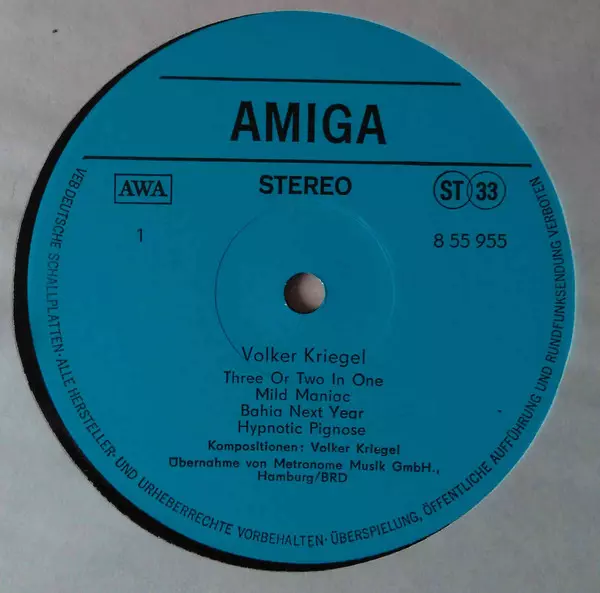 AMIGA
AWA
STEREO
ST 33
1
8 55 955
Volker Kriegel
Three Or Two In One
Mild Maniac
Bahia Next Year
Hypnotic Pignose
Kompositionen: Volker Kriegel
Übernahme von Metronome Musik GmbH.,
Hamburg/BRD
VEB DEUTSCHE SCHALLPLATTEN · ALLE HERSTELLER- UND URHEBERRECHTE VORBEHALTEN · ÜBERSPIELUNG, ÖFFENTLICHE AUFFÜHRUNG UND RUNDFUNKSENDUNG VERBOTEN